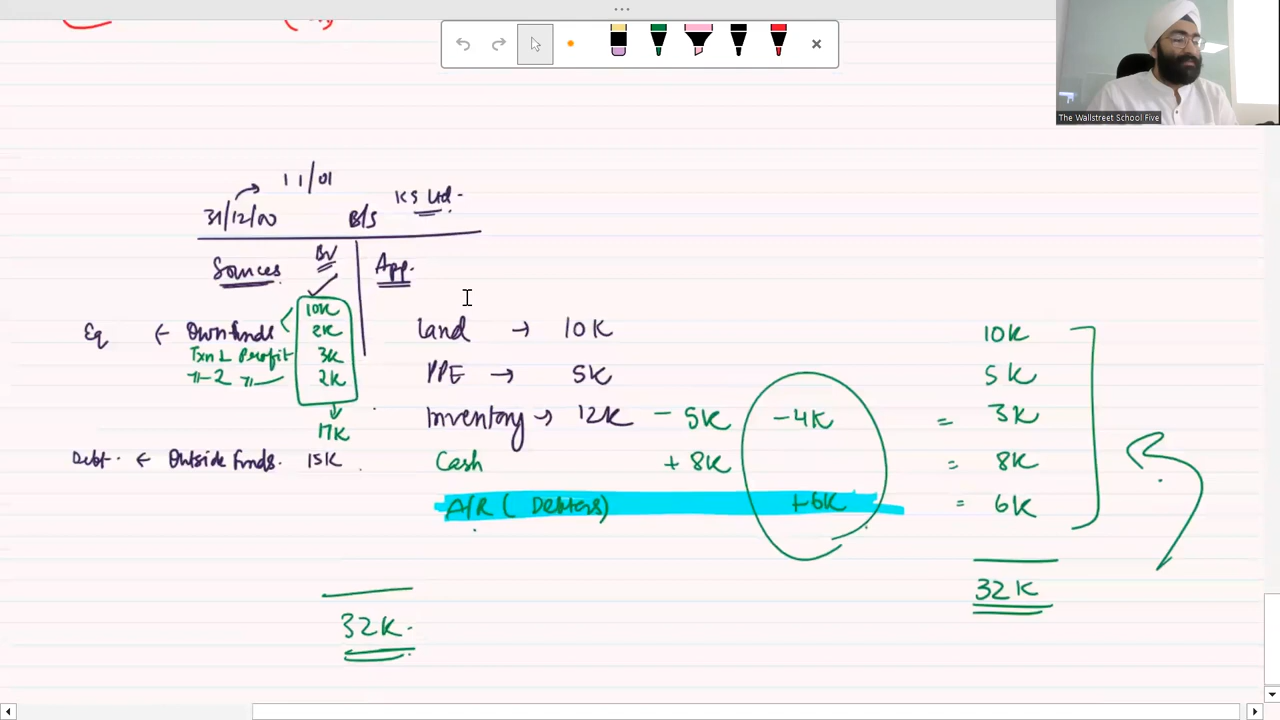 The Wallstreet School Five
1 1/01
KS Ltd.
31/12/00 B/S
Sources BV App.
10K
Eq ← Own funds 2K Land → 10K 10K
Txn 1 Profit 3K
2 2K PPE → 5K 5K
17K Inventory → 12K - 5K - 4K = 3K
Debt ← Outside Funds. 15K Cash + 8K = 8K
A/R ( Debtors) +6K = 6K
32K
32K.